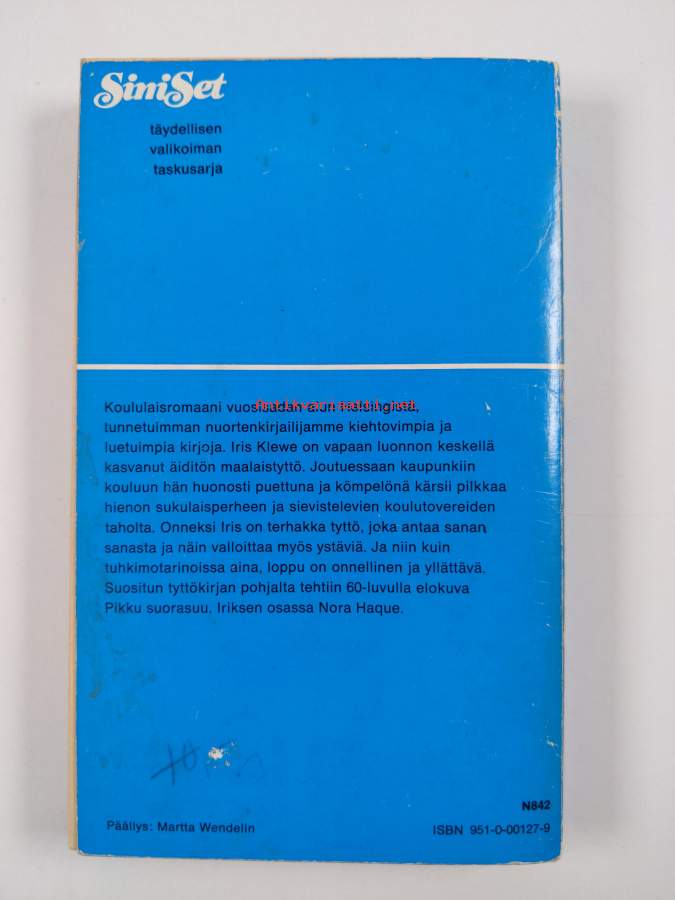 SiniSet
täydellisen
valikoiman
taskusarja
Koululaisromaani vuosisadan alun Helsingistä,
Antikvariaatti.net
tunnetuimman nuortenkirjailijamme kiehtovimpia ja
luetuimpia kirjoja. Iris Klewe on vapaan luonnon keskellä
kasvanut äiditön maalaistyttö. Joutuessaan kaupunkiin
kouluun hän huonosti puettuna ja kömpelönä kärsii pilkkaa
hienon sukulaisperheen ja sievistelevien koulutovereiden
taholta. Onneksi Iris on terhakka tyttö, joka antaa sanan
sanasta ja näin valloittaa myös ystäviä. Ja niin kuin
tuhkimotarinoissa aina, loppu on onnellinen ja yllättävä.
Suositun tyttökirjan pohjalta tehtiin 60-luvulla elokuva
Pikku suorasuu. Iriksen osassa Nora Haque.
N842
Päällys: Martta Wendelin
ISBN 951-0-00127-9